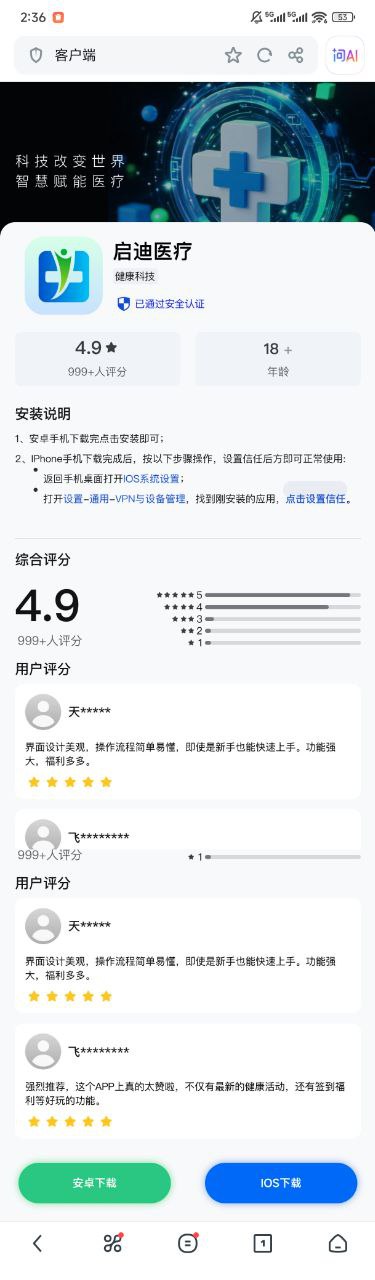 2:36
5G
5G
53
客户端
问AI
科技改变世界
智慧赋能医疗
启迪医疗
健康科技
已通过安全认证
4.9
999+人评分
18 +
年龄
安装说明
1、安卓手机下载完点击安装即可；
2、IPhone手机下载完成后，按以下步骤操作，设置信任后方即可正常使用:
返回手机桌面打开IOS系统设置；
打开设置-通用-VPN与设备管理，找到刚安装的应用，点击设置信任。
综合评分
4.9
999+人评分
5
4
3
2
1
用户评分
天*****
界面设计美观，操作流程简单易懂，即使是新手也能快速上手。功能强
大，福利多多。
飞********
999+人评分
1
用户评分
天*****
界面设计美观，操作流程简单易懂，即使是新手也能快速上手。功能强
大，福利多多。
飞********
强烈推荐，这个APP上真的太赞啦，不仅有最新的健康活动，还有签到福
利等好玩的功能。
安卓下载
IOS下载
1